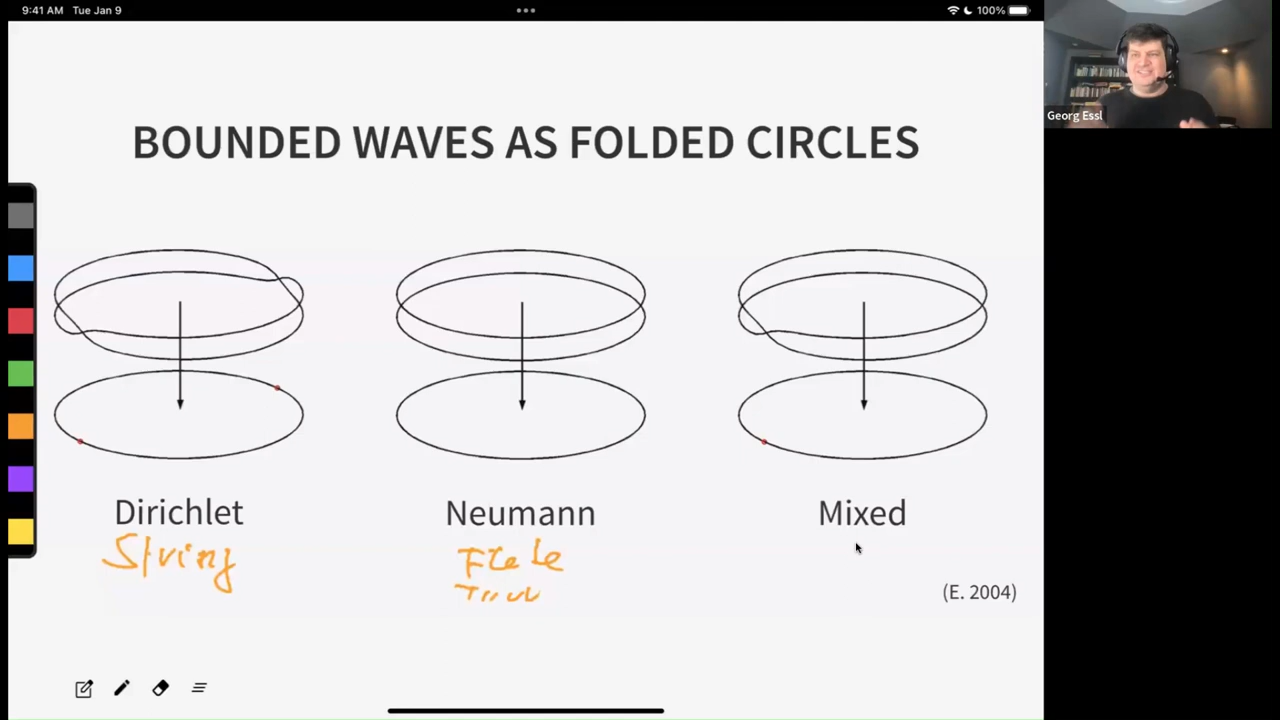 9:41 AM Tue Jan 9
100%
Georg Essl
BOUNDED WAVES AS FOLDED CIRCLES
Dirichlet
Neumann
Mixed
String
(E. 2004)